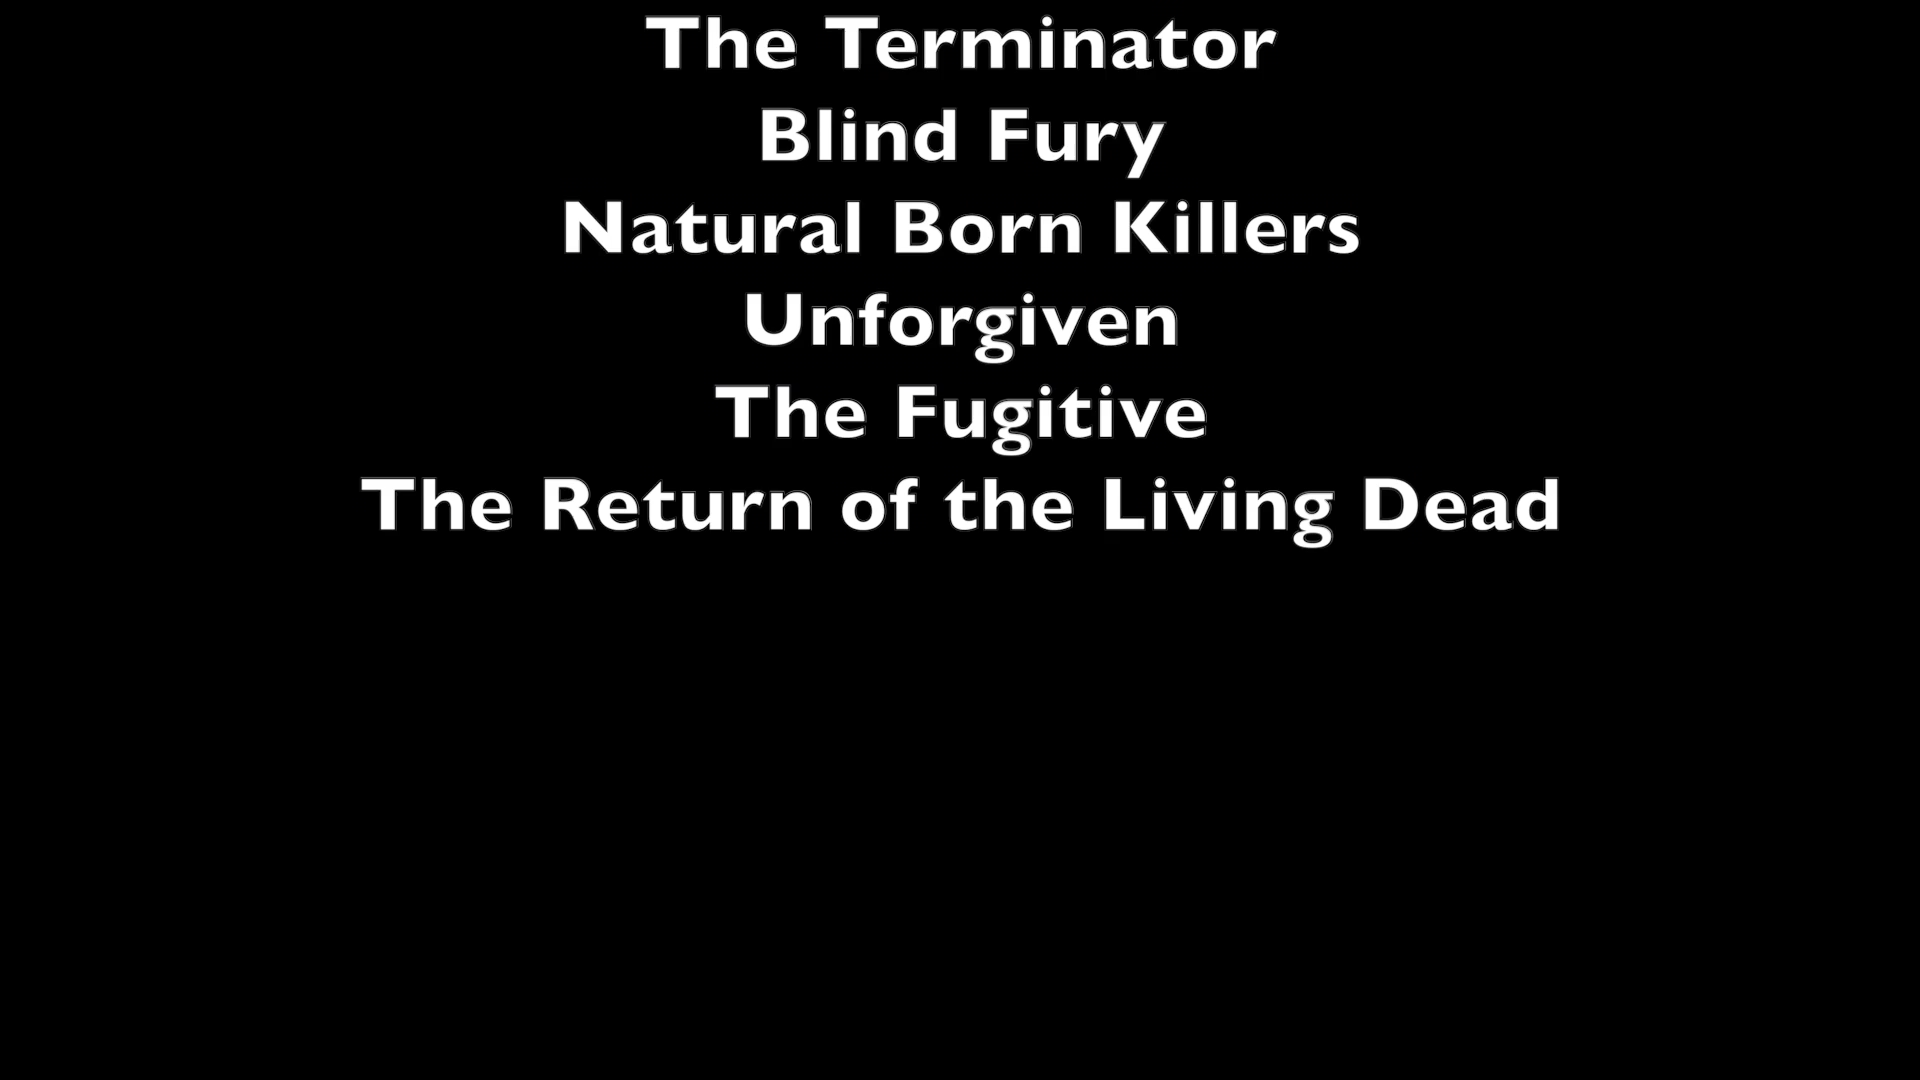 The Terminator
Blind Fury
Natural Born Killers
Unforgiven
The Fugitive
The Return of the Living Dead